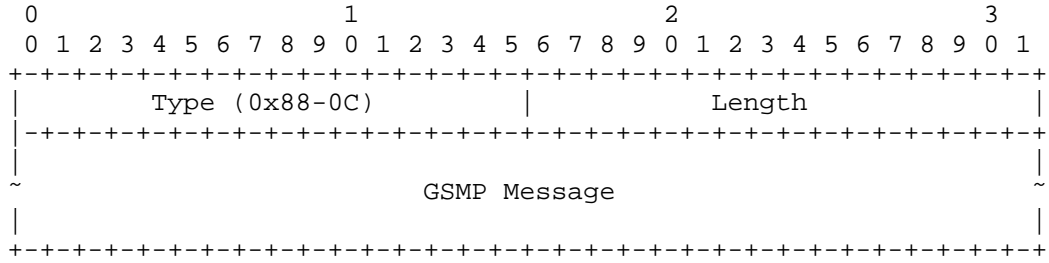 0                   1                   2                   3
 0 1 2 3 4 5 6 7 8 9 0 1 2 3 4 5 6 7 8 9 0 1 2 3 4 5 6 7 8 9 0 1
+-+-+-+-+-+-+-+-+-+-+-+-+-+-+-+-+-+-+-+-+-+-+-+-+-+-+-+-+-+-+-+-+
|        Type (0x88-0C)         |           Length              |
|-+-+-+-+-+-+-+-+-+-+-+-+-+-+-+-+-+-+-+-+-+-+-+-+-+-+-+-+-+-+-+-+
|                                                               |
~                         GSMP Message                          ~
|                                                               |
+-+-+-+-+-+-+-+-+-+-+-+-+-+-+-+-+-+-+-+-+-+-+-+-+-+-+-+-+-+-+-+-+